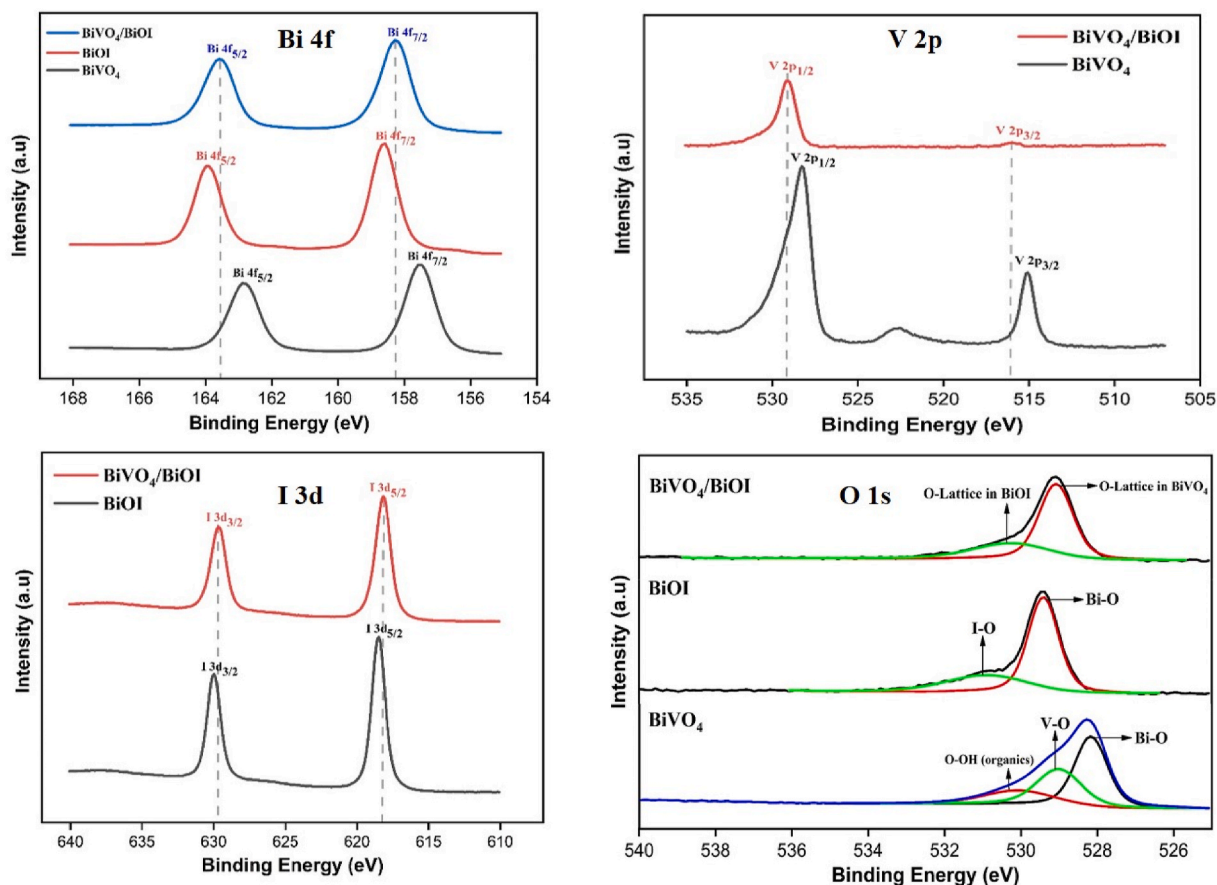 BiVO₄/BiOI
BiOI
BiVO₄
Bi 4f
Bi 4f₅/₂
Bi 4f₇/₂
Bi 4f₅/₂
Bi 4f₇/₂
Bi 4f₅/₂
Bi 4f₇/₂
Intensity (a.u)
168 166 164 162 160 158 156 154
Binding Energy (eV)
V 2p
BiVO₄/BiOI
BiVO₄
V 2p₁/₂
V 2p₃/₂
V 2p₁/₂
V 2p₃/₂
Intensity (a.u)
535 530 525 520 515 510 505
Binding Energy (eV)
BiVO₄/BiOI
BiOI
I 3d
I 3d₅/₂
I 3d₃/₂
I 3d₅/₂
I 3d₃/₂
Intensity (a.u)
640 635 630 625 620 615 610
Binding Energy (eV)
BiVO₄/BiOI
O 1s
O-Lattice in BiOI
O-Lattice in BiVO₄
BiOI
Bi-O
I-O
BiVO₄
V-O
Bi-O
O-OH (organics)
Intensity (a.u)
540 538 536 534 532 530 528 526
Binding Energy (eV)